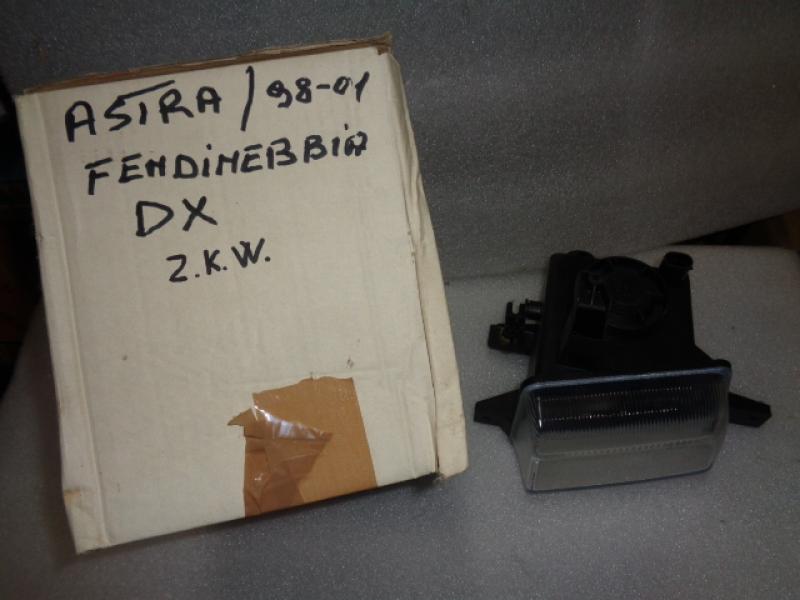 ASTRA / 98-01
FENDINEBBIA
DX
Z.K.W.